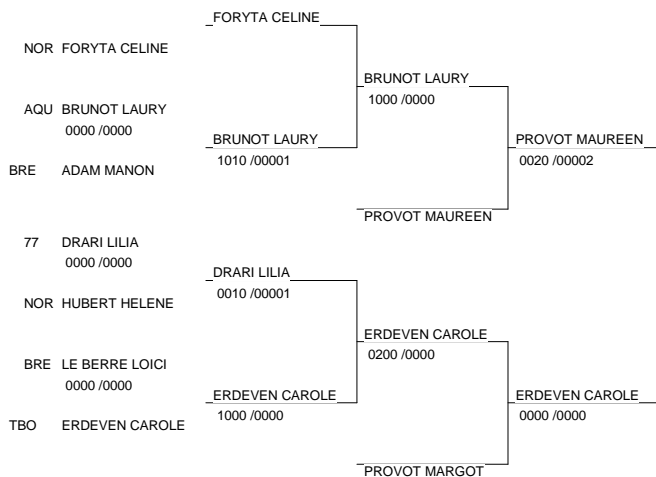 FORYTA CELINE
NOR FORYTA CELINE
BRUNOT LAURY
1000 /0000
AQU BRUNOT LAURY
0000 /0000
BRUNOT LAURY
1010 /00001
PROVOT MAUREEN
0020 /00002
BRE ADAM MANON
PROVOT MAUREEN
77 DRARI LILIA
0000 /0000
DRARI LILIA
0010 /00001
NOR HUBERT HELENE
ERDEVEN CAROLE
0200 /0000
BRE LE BERRE LOICI
0000 /0000
ERDEVEN CAROLE
1000 /0000
ERDEVEN CAROLE
0000 /0000
TBO ERDEVEN CAROLE
PROVOT MARGOT